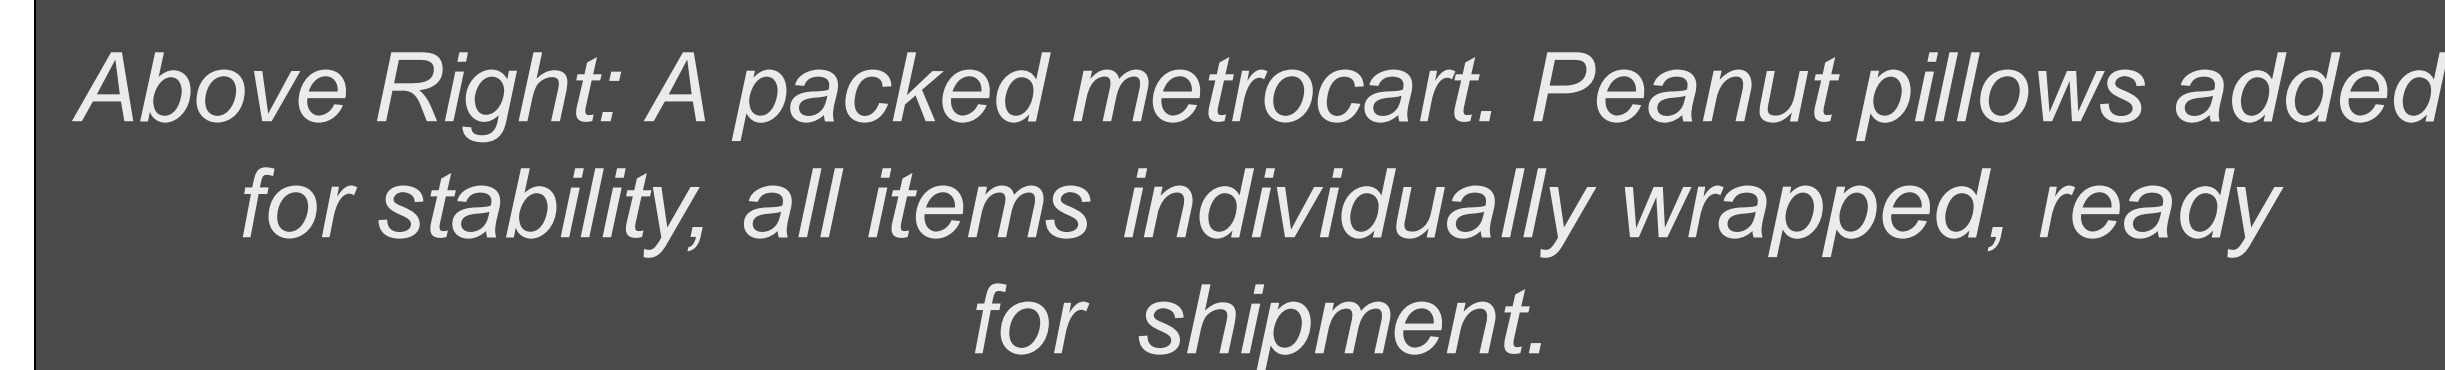 Above Right: A packed metrocart. Peanut pillows added
for stability, all items individually wrapped, ready
for  shipment.